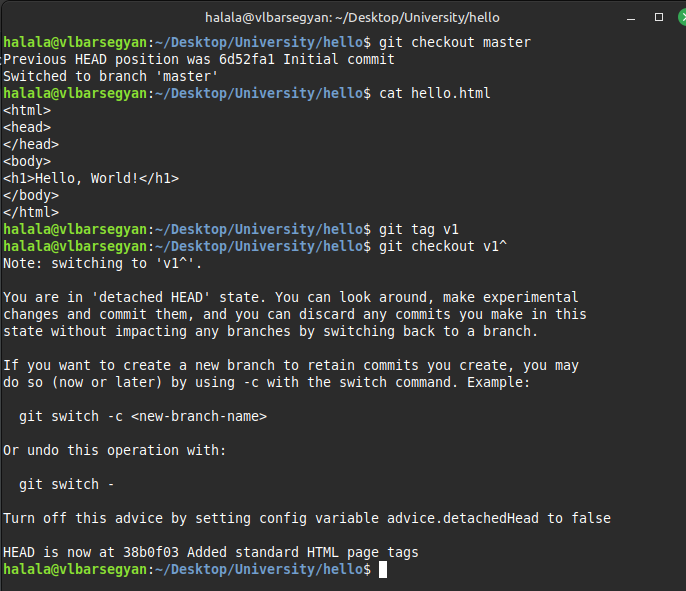 halala@vlbarsegyan: ~/Desktop/University/hello
halala@vlbarsegyan:~/Desktop/University/hello$ git checkout master
Previous HEAD position was 6d52fa1 Initial commit
Switched to branch 'master'
halala@vlbarsegyan:~/Desktop/University/hello$ cat hello.html
<html>
<head>
</head>
<body>
<h1>Hello, World!</h1>
</body>
</html>
halala@vlbarsegyan:~/Desktop/University/hello$ git tag v1
halala@vlbarsegyan:~/Desktop/University/hello$ git checkout v1^
Note: switching to 'v1^'.

You are in 'detached HEAD' state. You can look around, make experimental
changes and commit them, and you can discard any commits you make in this
state without impacting any branches by switching back to a branch.

If you want to create a new branch to retain commits you create, you may
do so (now or later) by using -c with the switch command. Example:

  git switch -c <new-branch-name>

Or undo this operation with:

  git switch -

Turn off this advice by setting config variable advice.detachedHead to false

HEAD is now at 38b0f03 Added standard HTML page tags
halala@vlbarsegyan:~/Desktop/University/hello$